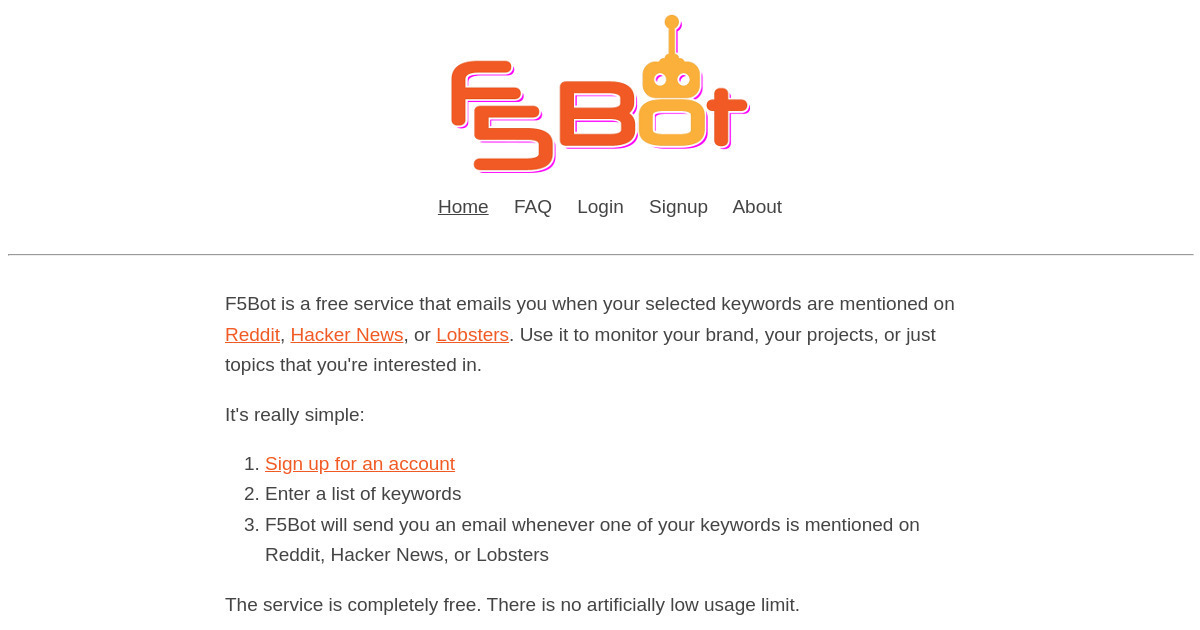 F5Bot
Home FAQ Login Signup About
F5Bot is a free service that emails you when your selected keywords are mentioned on
Reddit, Hacker News, or Lobsters. Use it to monitor your brand, your projects, or just
topics that you're interested in.
It's really simple:
1. Sign up for an account
2. Enter a list of keywords
3. F5Bot will send you an email whenever one of your keywords is mentioned on
Reddit, Hacker News, or Lobsters
The service is completely free. There is no artificially low usage limit.